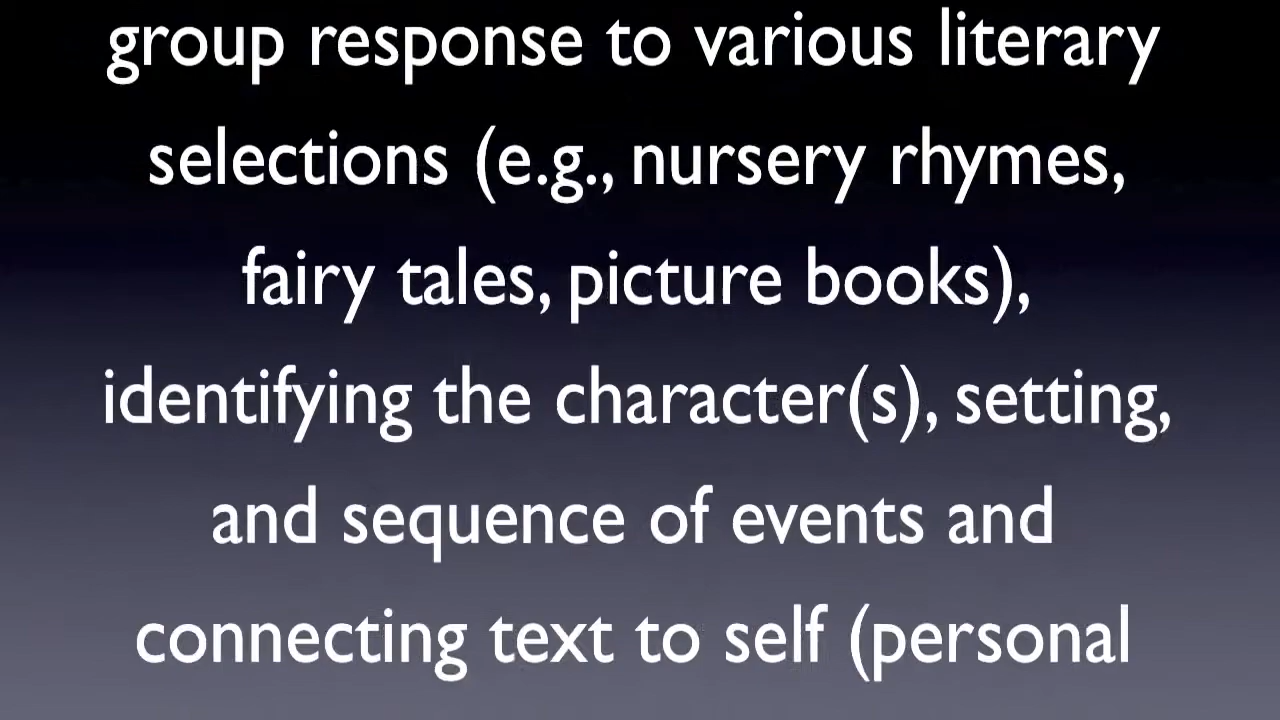 group response to various literary
selections (e.g., nursery rhymes,
fairy tales, picture books),
identifying the character(s), setting,
and sequence of events and
connecting text to self (personal